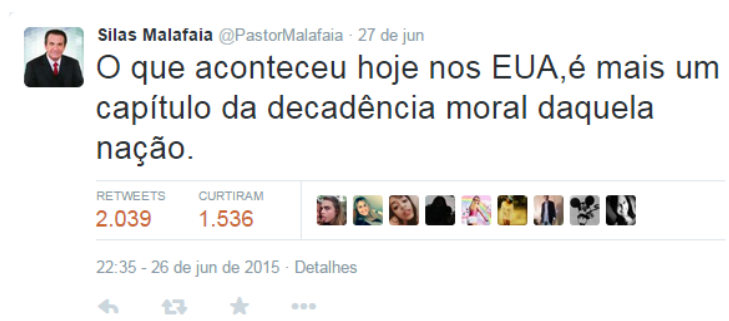 Silas Malafaia @PastorMalafaia · 27 de jun
O que aconteceu hoje nos EUA,é mais um
capítulo da decadência moral daquela
nação.
RETWEETS CURTIRAM
2.039 1.536
22:35 - 26 de jun de 2015 · Detalhes